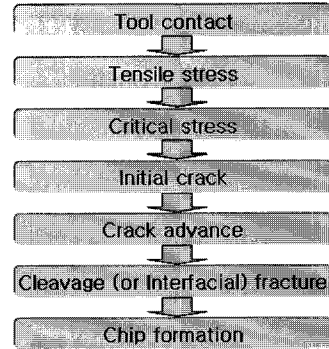 Tool contact
Tensile stress
Critical stress
Initial crack
Crack advance
Cleavage (or Interfacial) fracture
Chip formation